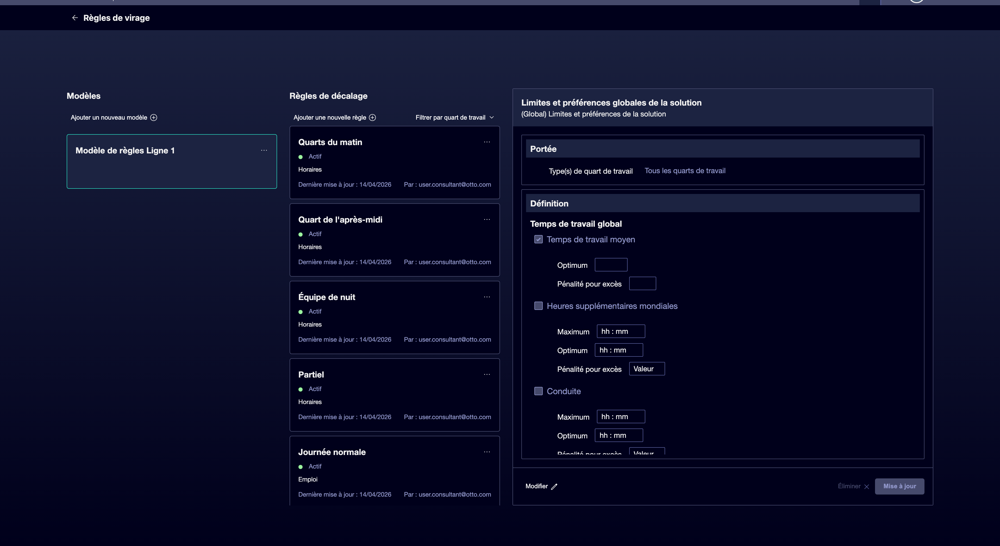 Règles de virage
Modèles
Ajouter un nouveau modèle
Modèle de règles Ligne 1
Règles de décalage
Ajouter une nouvelle règle
Filtrer par quart de travail
Quarts du matin
Actif
Horaires
Dernière mise à jour : 14/04/2026 Par : user.consultant@otto.com
Quart de l'après-midi
Actif
Horaires
Dernière mise à jour : 14/04/2026 Par : user.consultant@otto.com
Équipe de nuit
Actif
Horaires
Dernière mise à jour : 14/04/2026 Par : user.consultant@otto.com
Partiel
Actif
Horaires
Dernière mise à jour : 14/04/2026 Par : user.consultant@otto.com
Journée normale
Actif
Emploi
Dernière mise à jour : 14/04/2026 Par : user.consultant@otto.com
Limites et préférences globales de la solution
(Global) Limites et préférences de la solution
Portée
Type(s) de quart de travail Tous les quarts de travail
Définition
Temps de travail global
Temps de travail moyen
Optimum
Pénalité pour excès
Heures supplémentaires mondiales
Maximum hh : mm
Optimum hh : mm
Pénalité pour excès Valeur
Conduite
Maximum hh : mm
Optimum hh : mm
Pénalité pour excès Valeur
Modifier
Éliminer
Mise à jour